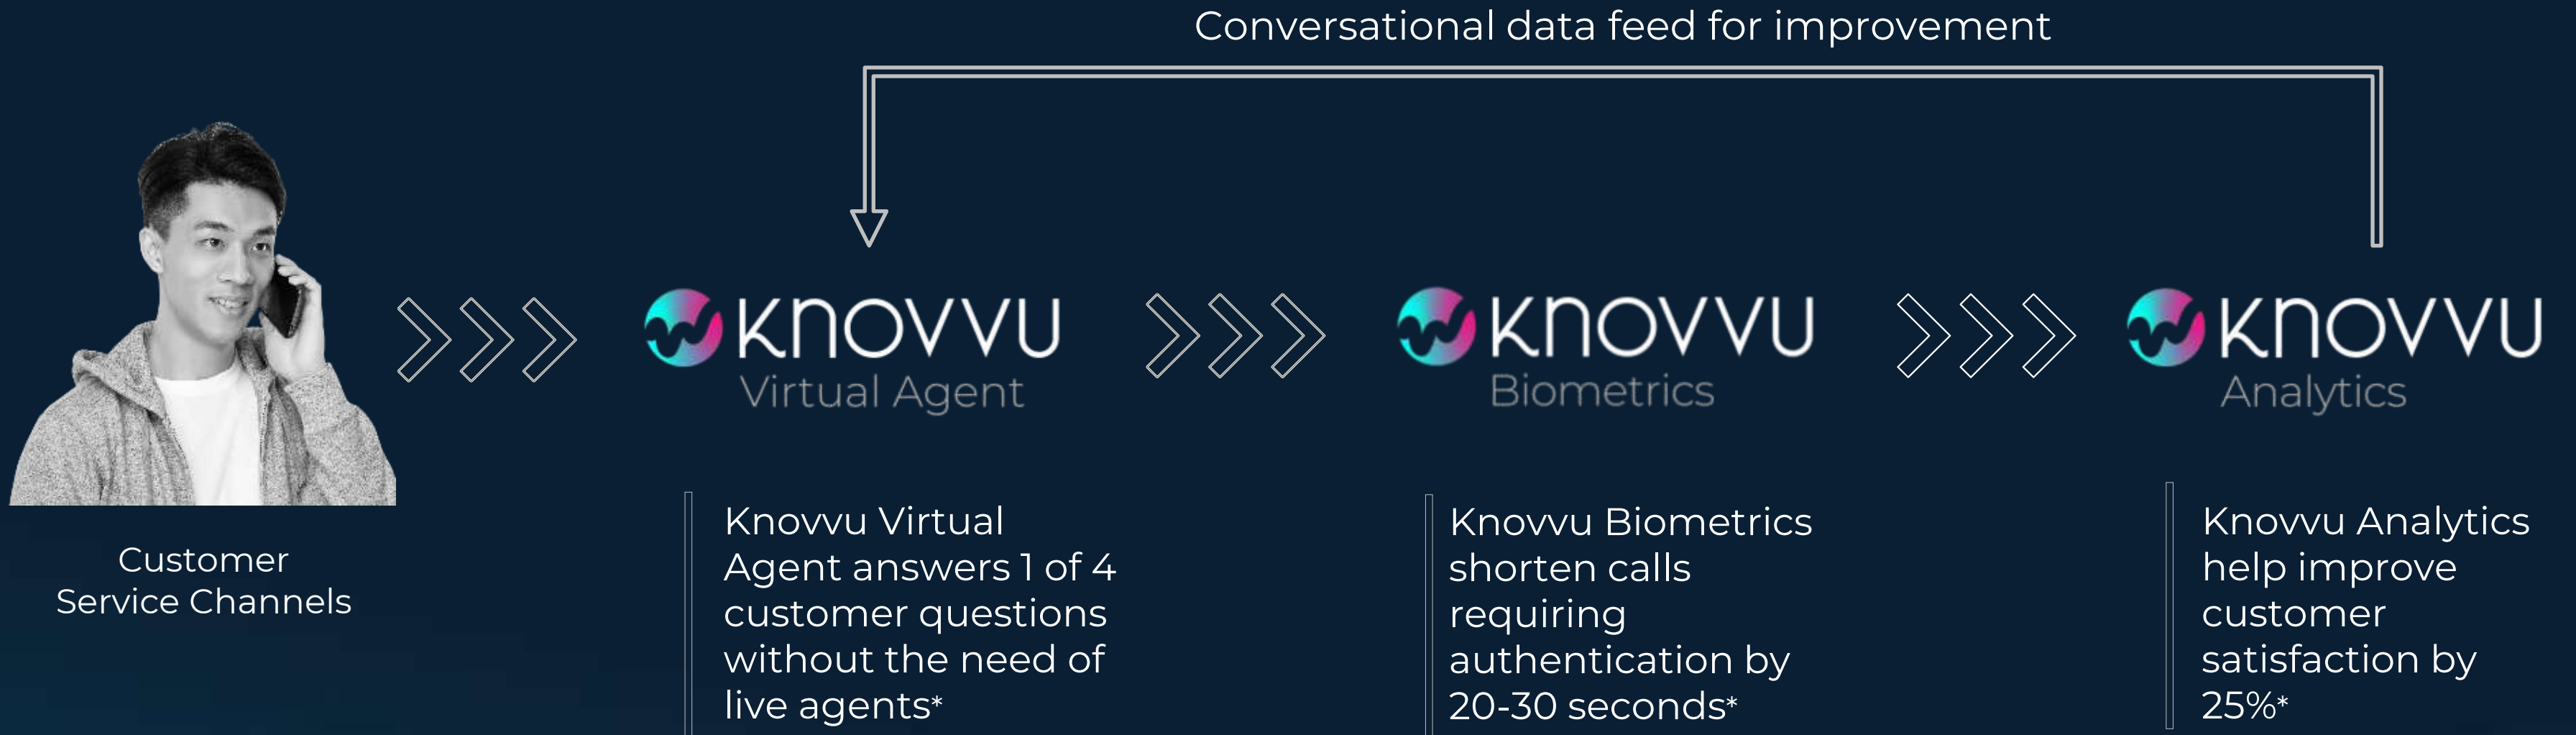 Conversational data feed for improvement
Customer
Service Channels
KNOVVU
Virtual Agent
Knovvu Virtual
Agent answers 1 of 4
customer questions
without the need of
live agents*
KNOVVU
Biometrics
Knovvu Biometrics
shorten calls
requiring
authentication by
20-30 seconds*
KNOVVU
Analytics
Knovvu Analytics
help improve
customer
satisfaction by
25%*